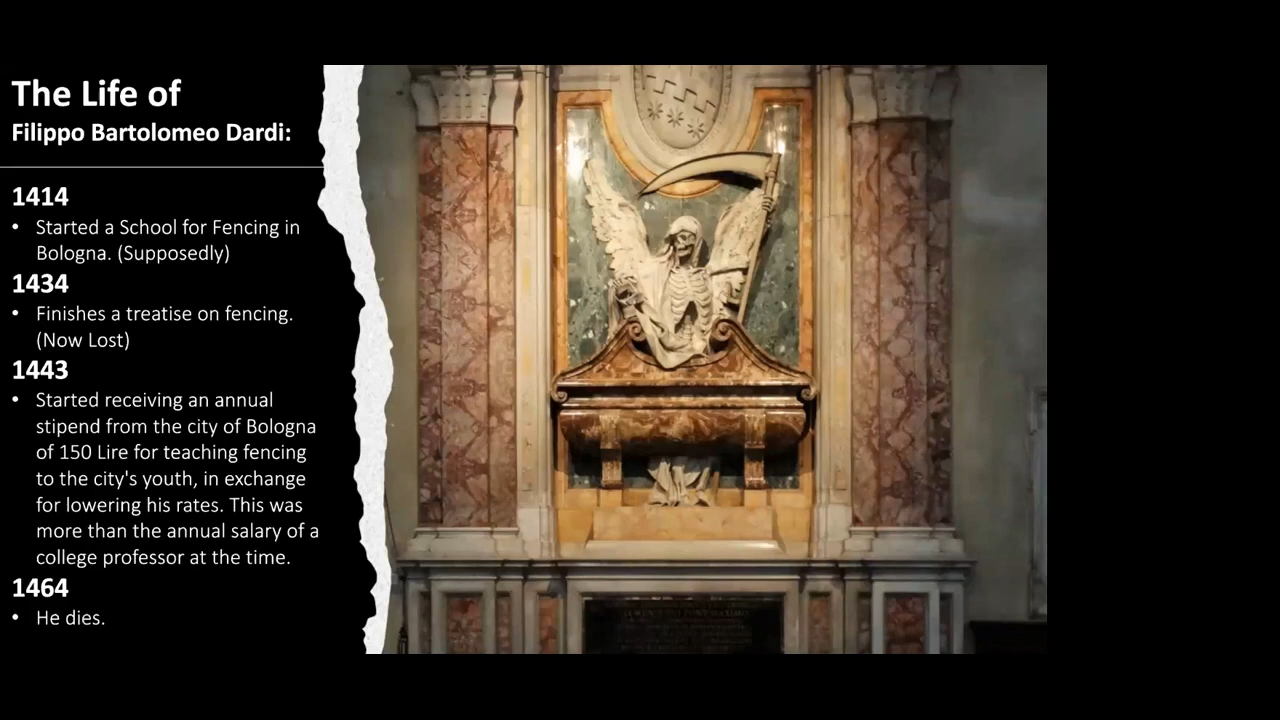 The Life of
Filippo Bartolomeo Dardi:
1414
• Started a School for Fencing in
Bologna. (Supposedly)
1434
• Finishes a treatise on fencing.
(Now Lost)
1443
• Started receiving an annual
stipend from the city of Bologna
of 150 Lire for teaching fencing
to the city's youth, in exchange
for lowering his rates. This was
more than the annual salary of a
college professor at the time.
1464
• He dies.